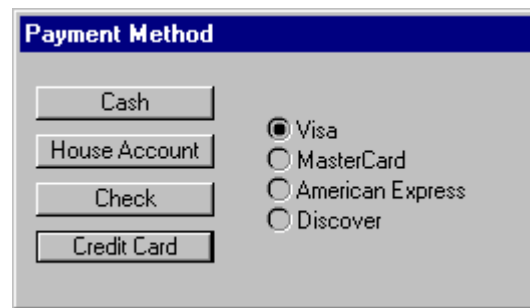 Payment Method
Cash
House Account
Check
Credit Card
Visa
MasterCard
American Express
Discover